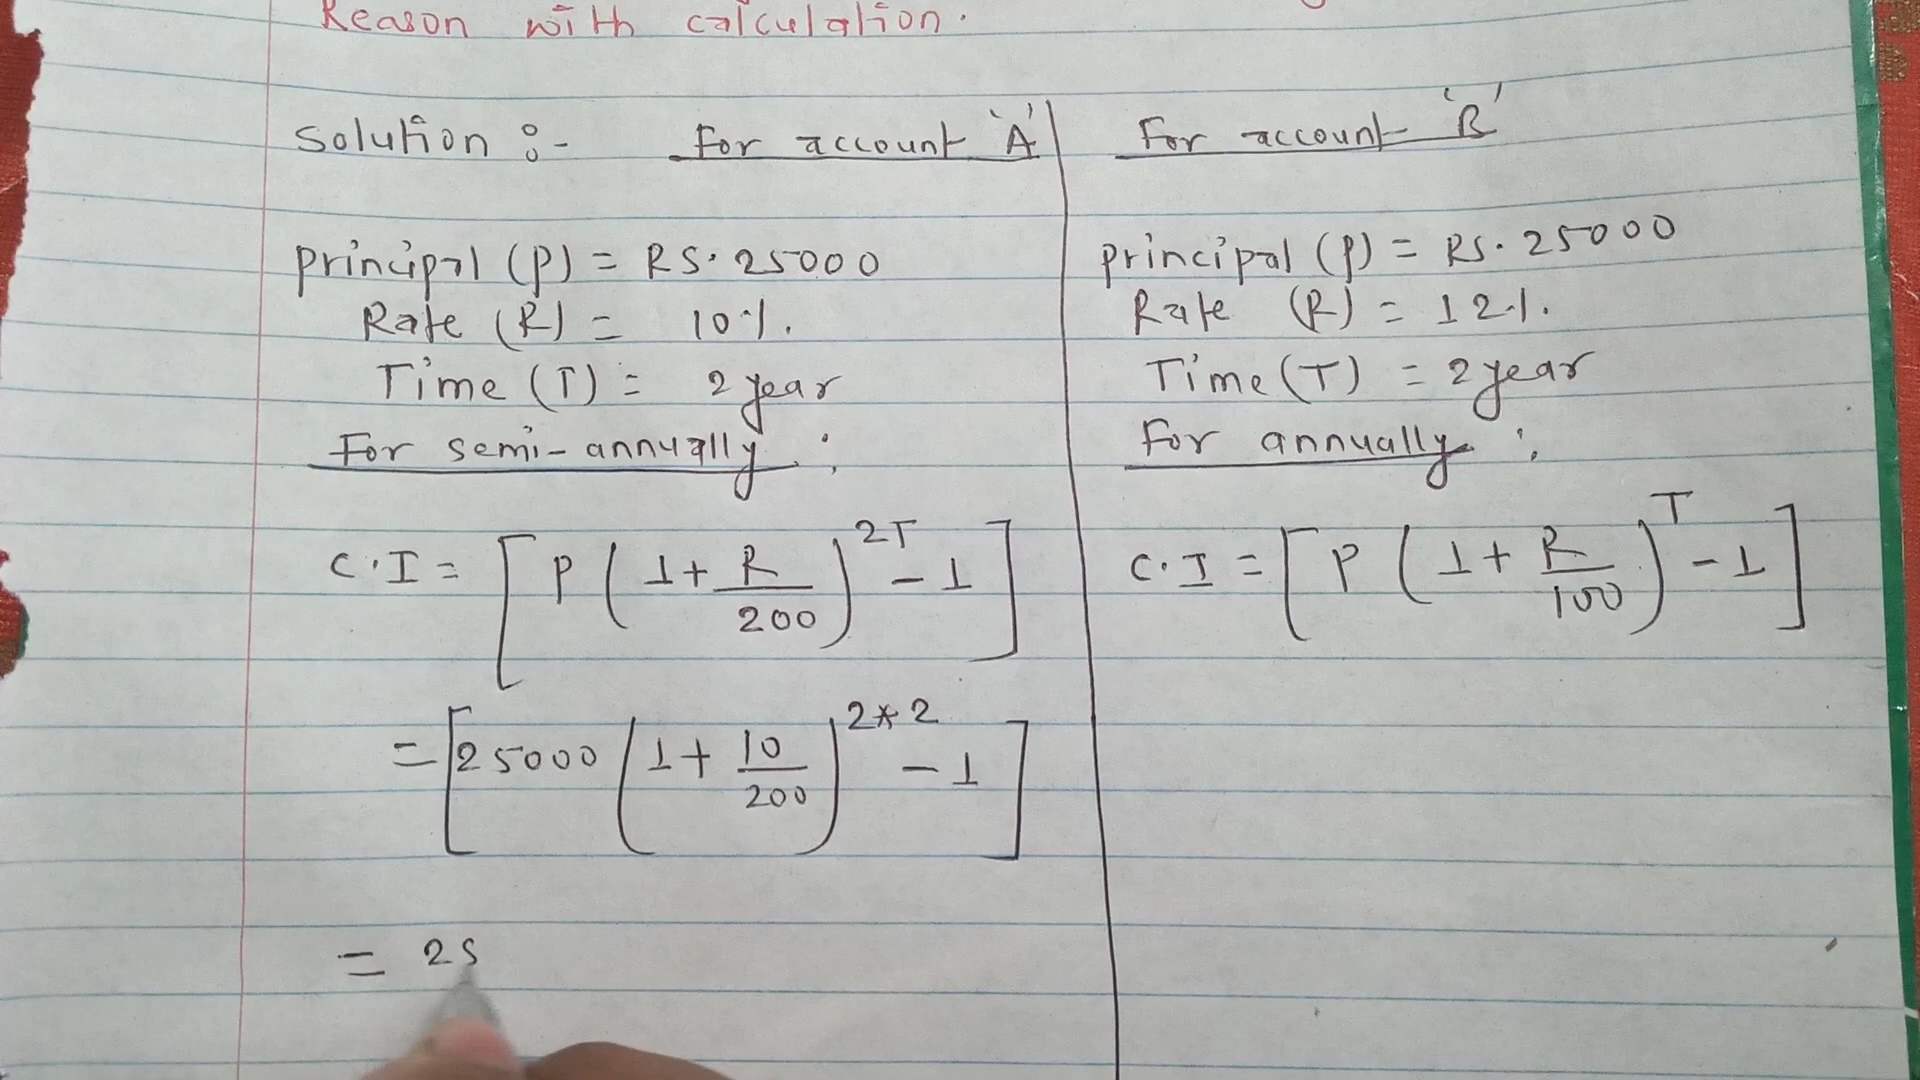 Reason with calculation.
Solution :-
For account 'A'
Principal (P) = RS. 25000
Rate (R) = 10%.
Time (T) = 2 year
For semi-annually :
C.I = [P(1+R/200)^2T -1]
= [25000(1+10/200)^2*2 -1]
= 25
For account 'B'
Principal (P) = RS. 25000
Rate (R) = 12%.
Time (T) = 2 year
For annually :
C.I = [P(1+R/100)^T -1]